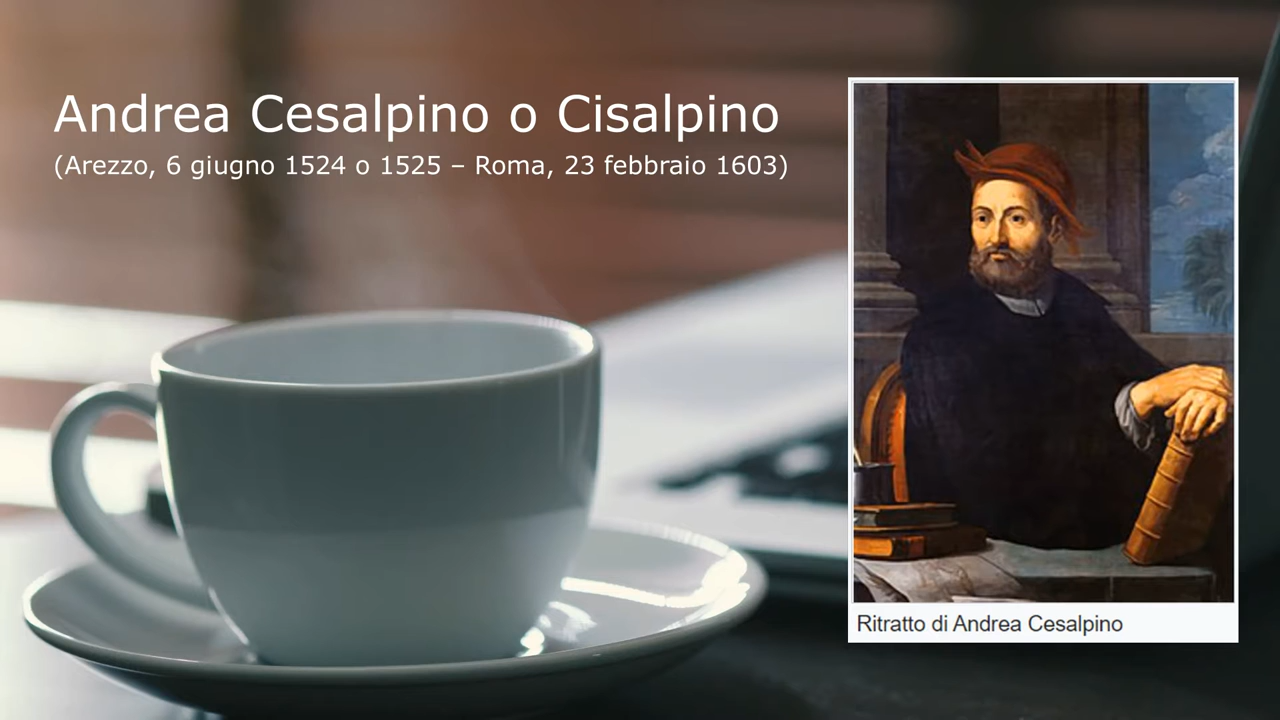 Andrea Cesalpino o Cisalpino
(Arezzo, 6 giugno 1524 o 1525 – Roma, 23 febbraio 1603)
Ritratto di Andrea Cesalpino